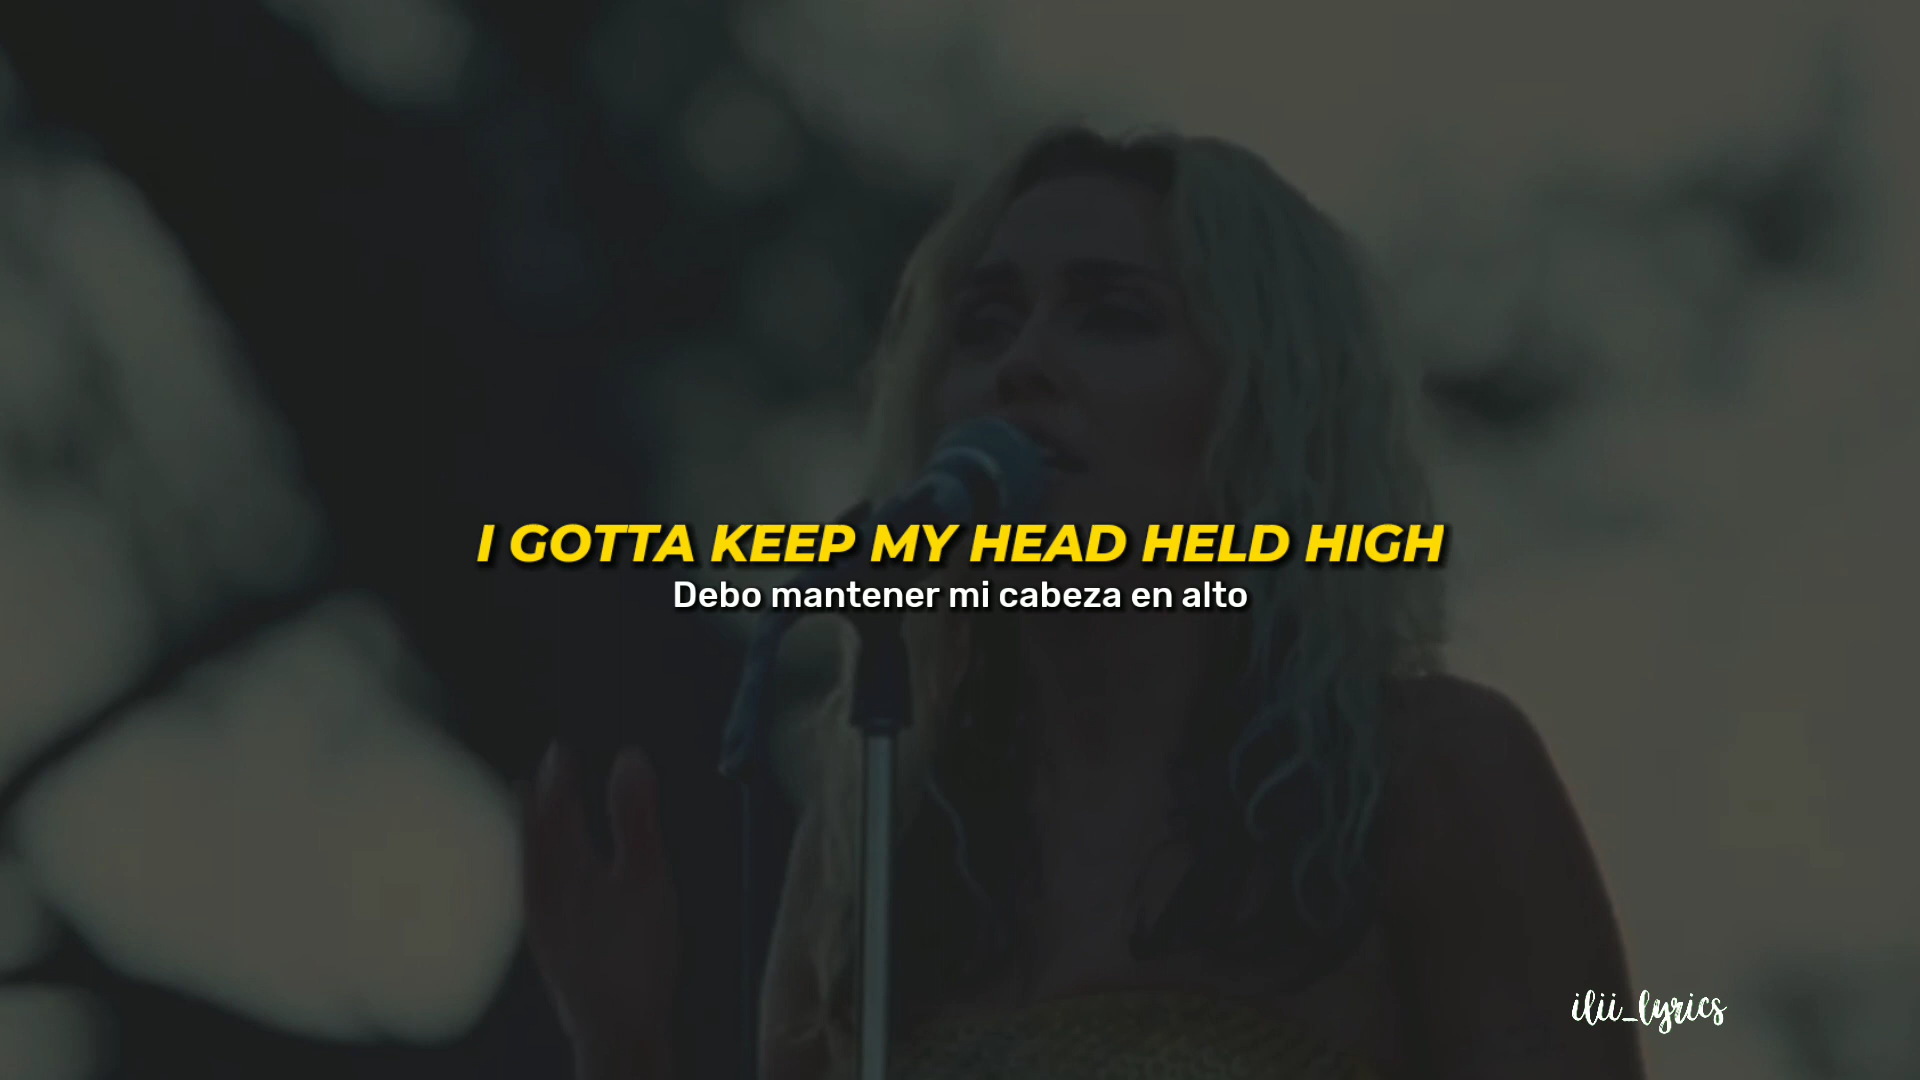 I GOTTA KEEP MY HEAD HELD HIGH
Debo mantener mi cabeza en alto
ilii_lyrics